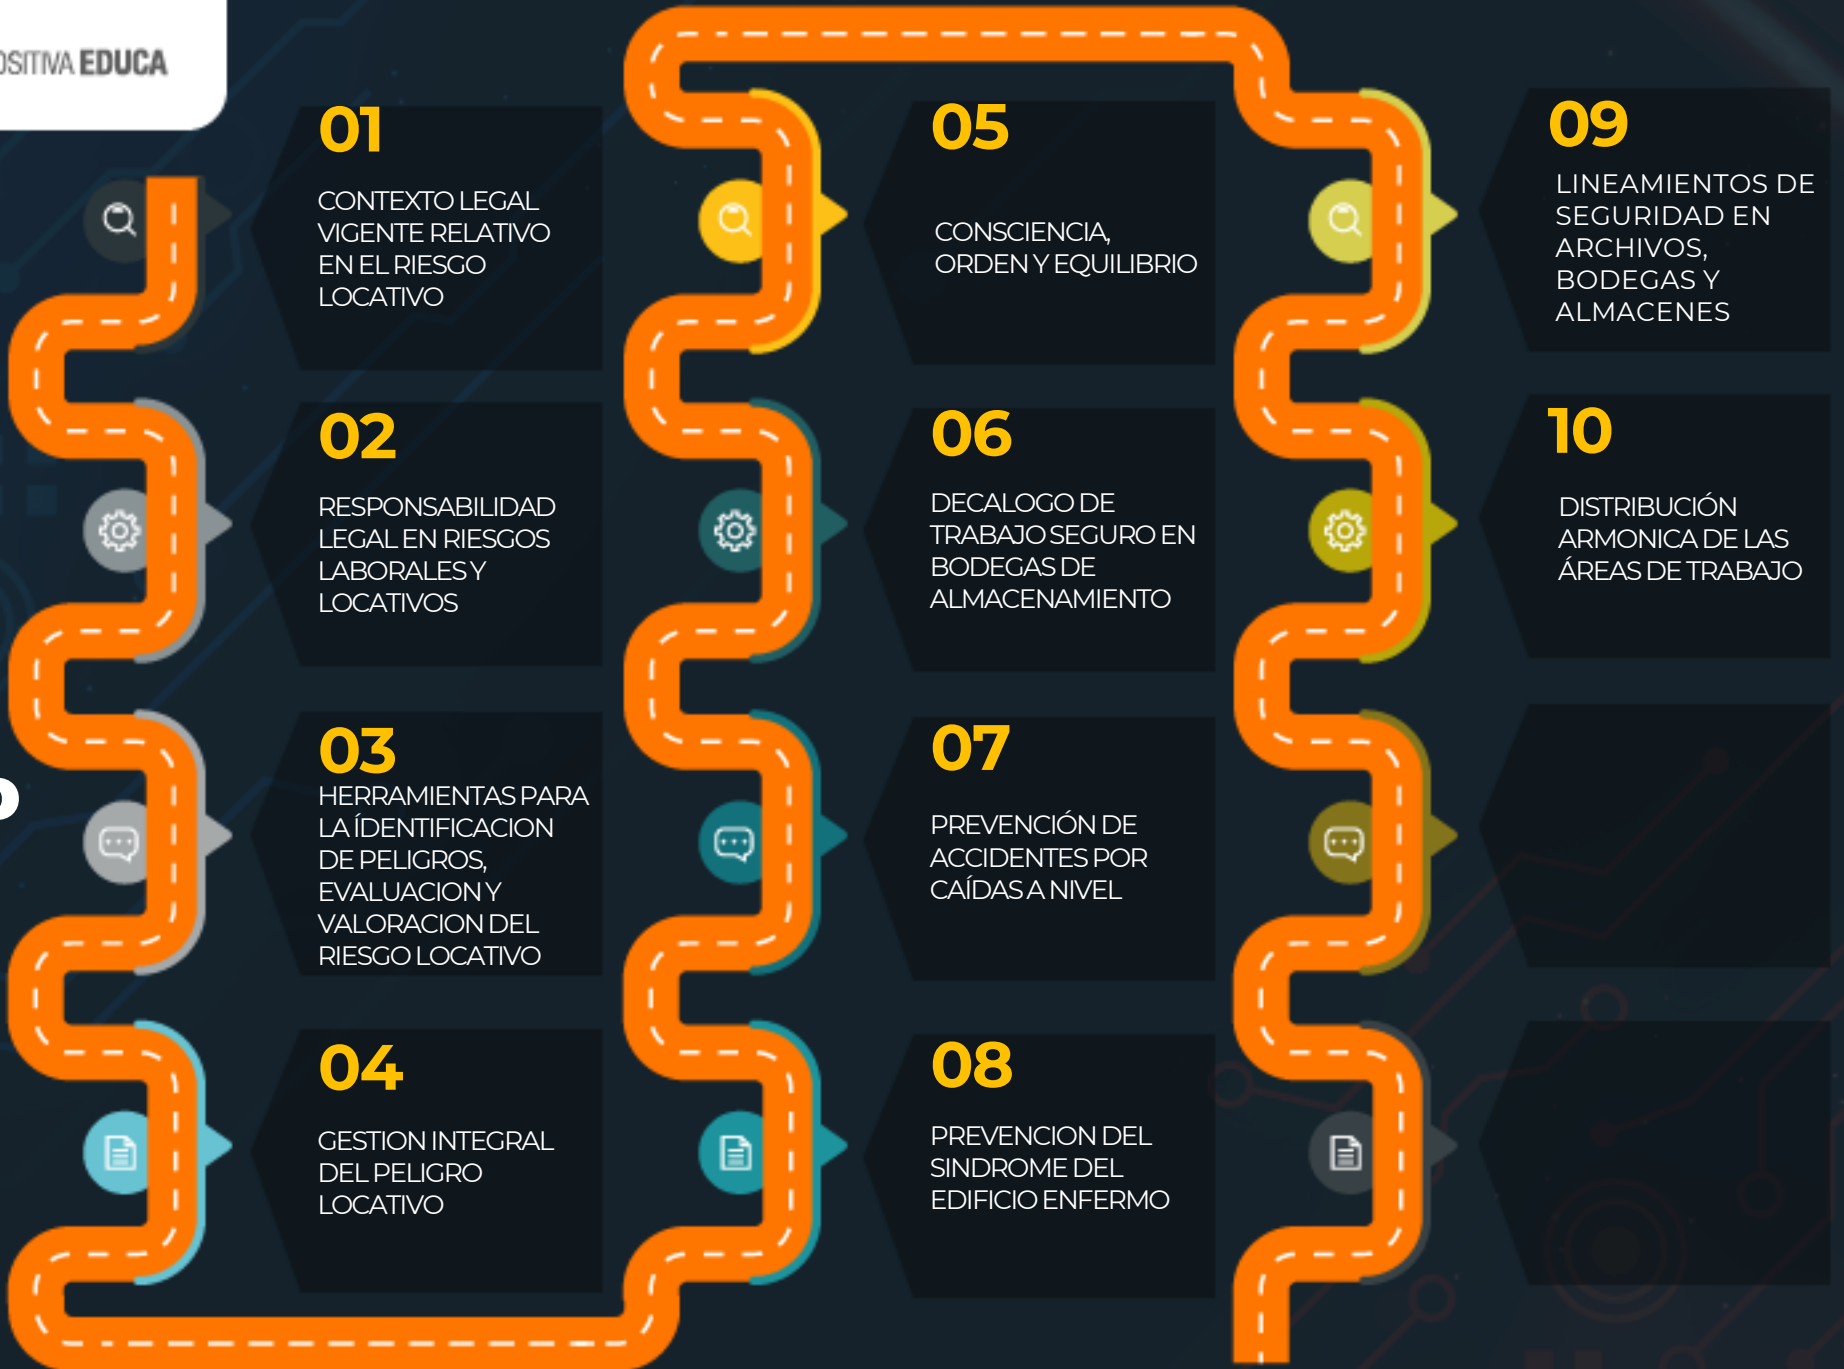 EDUCA
01
CONTEXTO LEGAL
VIGENTE RELATIVO
EN EL RIESGO
LOCATIVO
02
RESPONSABILIDAD
LEGAL EN RIESGOS
LABORALES Y
LOCATIVOS
03
HERRAMIENTAS PARA
LA ÍDENTIFICACION
DE PELIGROS,
EVALUACION Y
VALORACION DEL
RIESGO LOCATIVO
04
GESTION INTEGRAL
DEL PELIGRO
LOCATIVO
05
CONSCIENCIA,
ORDEN Y EQUILIBRIO
06
DECALOGO DE
TRABAJO SEGURO EN
BODEGAS DE
ALMACENAMIENTO
07
PREVENCIÓN DE
ACCIDENTES POR
CAÍDAS A NIVEL
08
PREVENCION DEL
SINDROME DEL
EDIFICIO ENFERMO
09
LINEAMIENTOS DE
SEGURIDAD EN
ARCHIVOS,
BODEGAS Y
ALMACENES
10
DISTRIBUCIÓN
ARMONICA DE LAS
ÁREAS DE TRABAJO